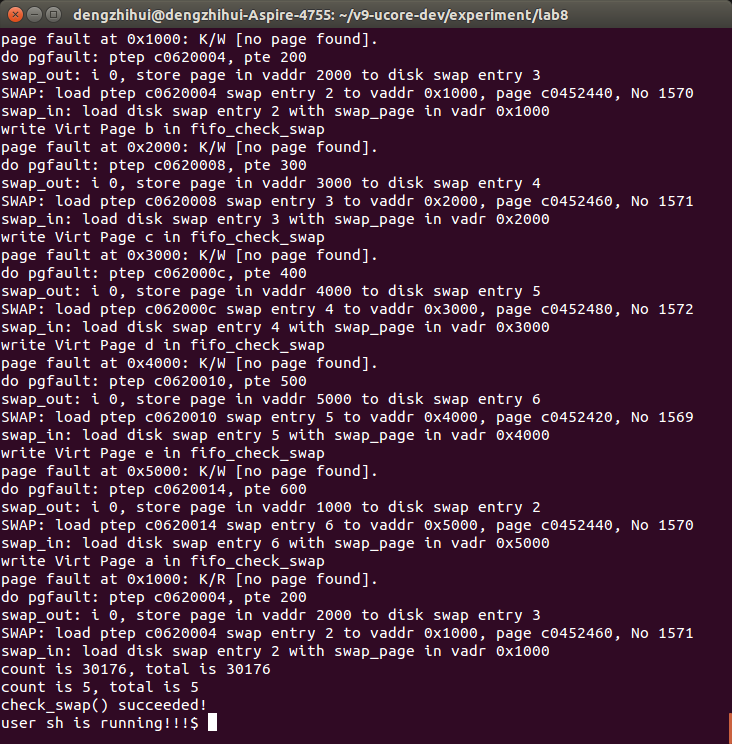 dengzhihui@dengzhihui-Aspire-4755: ~/v9-ucore-dev/experiment/lab8
page fault at 0x1000: K/W [no page found].
do pgfault: ptep c0620004, pte 200
swap_out: i 0, store page in vaddr 2000 to disk swap entry 3
SWAP: load ptep c0620004 swap entry 2 to vaddr 0x1000, page c0452440, No 1570
swap_in: load disk swap entry 2 with swap_page in vadr 0x1000
write Virt Page b in fifo_check_swap
page fault at 0x2000: K/W [no page found].
do pgfault: ptep c0620008, pte 300
swap_out: i 0, store page in vaddr 3000 to disk swap entry 4
SWAP: load ptep c0620008 swap entry 3 to vaddr 0x2000, page c0452460, No 1571
swap_in: load disk swap entry 3 with swap_page in vadr 0x2000
write Virt Page c in fifo_check_swap
page fault at 0x3000: K/W [no page found].
do pgfault: ptep c062000c, pte 400
swap_out: i 0, store page in vaddr 4000 to disk swap entry 5
SWAP: load ptep c062000c swap entry 4 to vaddr 0x3000, page c0452480, No 1572
swap_in: load disk swap entry 4 with swap_page in vadr 0x3000
write Virt Page d in fifo_check_swap
page fault at 0x4000: K/W [no page found].
do pgfault: ptep c0620010, pte 500
swap_out: i 0, store page in vaddr 5000 to disk swap entry 6
SWAP: load ptep c0620010 swap entry 5 to vaddr 0x4000, page c0452420, No 1569
swap_in: load disk swap entry 5 with swap_page in vadr 0x4000
write Virt Page e in fifo_check_swap
page fault at 0x5000: K/W [no page found].
do pgfault: ptep c0620014, pte 600
swap_out: i 0, store page in vaddr 1000 to disk swap entry 2
SWAP: load ptep c0620014 swap entry 6 to vaddr 0x5000, page c0452440, No 1570
swap_in: load disk swap entry 6 with swap_page in vadr 0x5000
write Virt Page a in fifo_check_swap
page fault at 0x1000: K/R [no page found].
do pgfault: ptep c0620004, pte 200
swap_out: i 0, store page in vaddr 2000 to disk swap entry 3
SWAP: load ptep c0620004 swap entry 2 to vaddr 0x1000, page c0452460, No 1571
swap_in: load disk swap entry 2 with swap_page in vadr 0x1000
count is 30176, total is 30176
count is 5, total is 5
check_swap() succeeded!
user sh is running!!!$